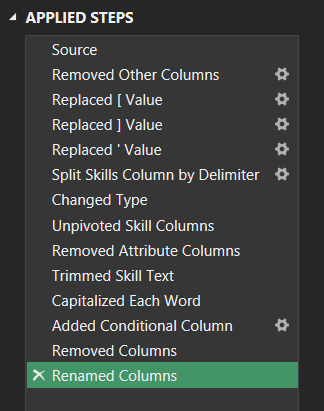 APPLIED STEPS
Source
Removed Other Columns
Replaced [ Value
Replaced ] Value
Replaced ' Value
Split Skills Column by Delimiter
Changed Type
Unpivoted Skill Columns
Removed Attribute Columns
Trimmed Skill Text
Capitalized Each Word
Added Conditional Column
Removed Columns
Renamed Columns